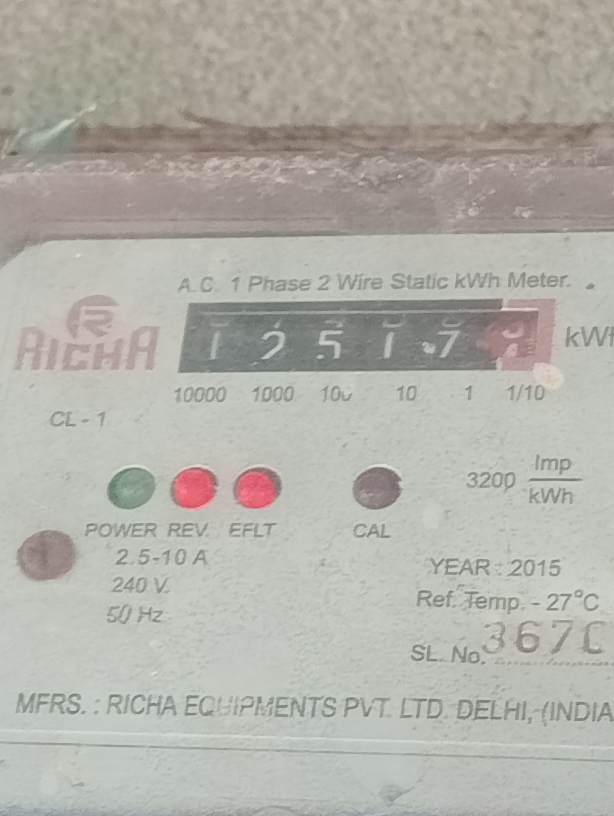 A.C. 1 Phase 2 Wire Static kWh Meter.
RICHA
1 2 5 1 7
10000 1000 100 10 1 1/10
CL - 1
3200 Imp
kWh
POWER REV. EFLT CAL
2.5-10 A
240 V.
50 Hz
YEAR : 2015
Ref. Temp. - 27°C
SL. No. 367
MFRS. : RICHA EQUIPMENTS PVT. LTD. DELHI, (INDIA